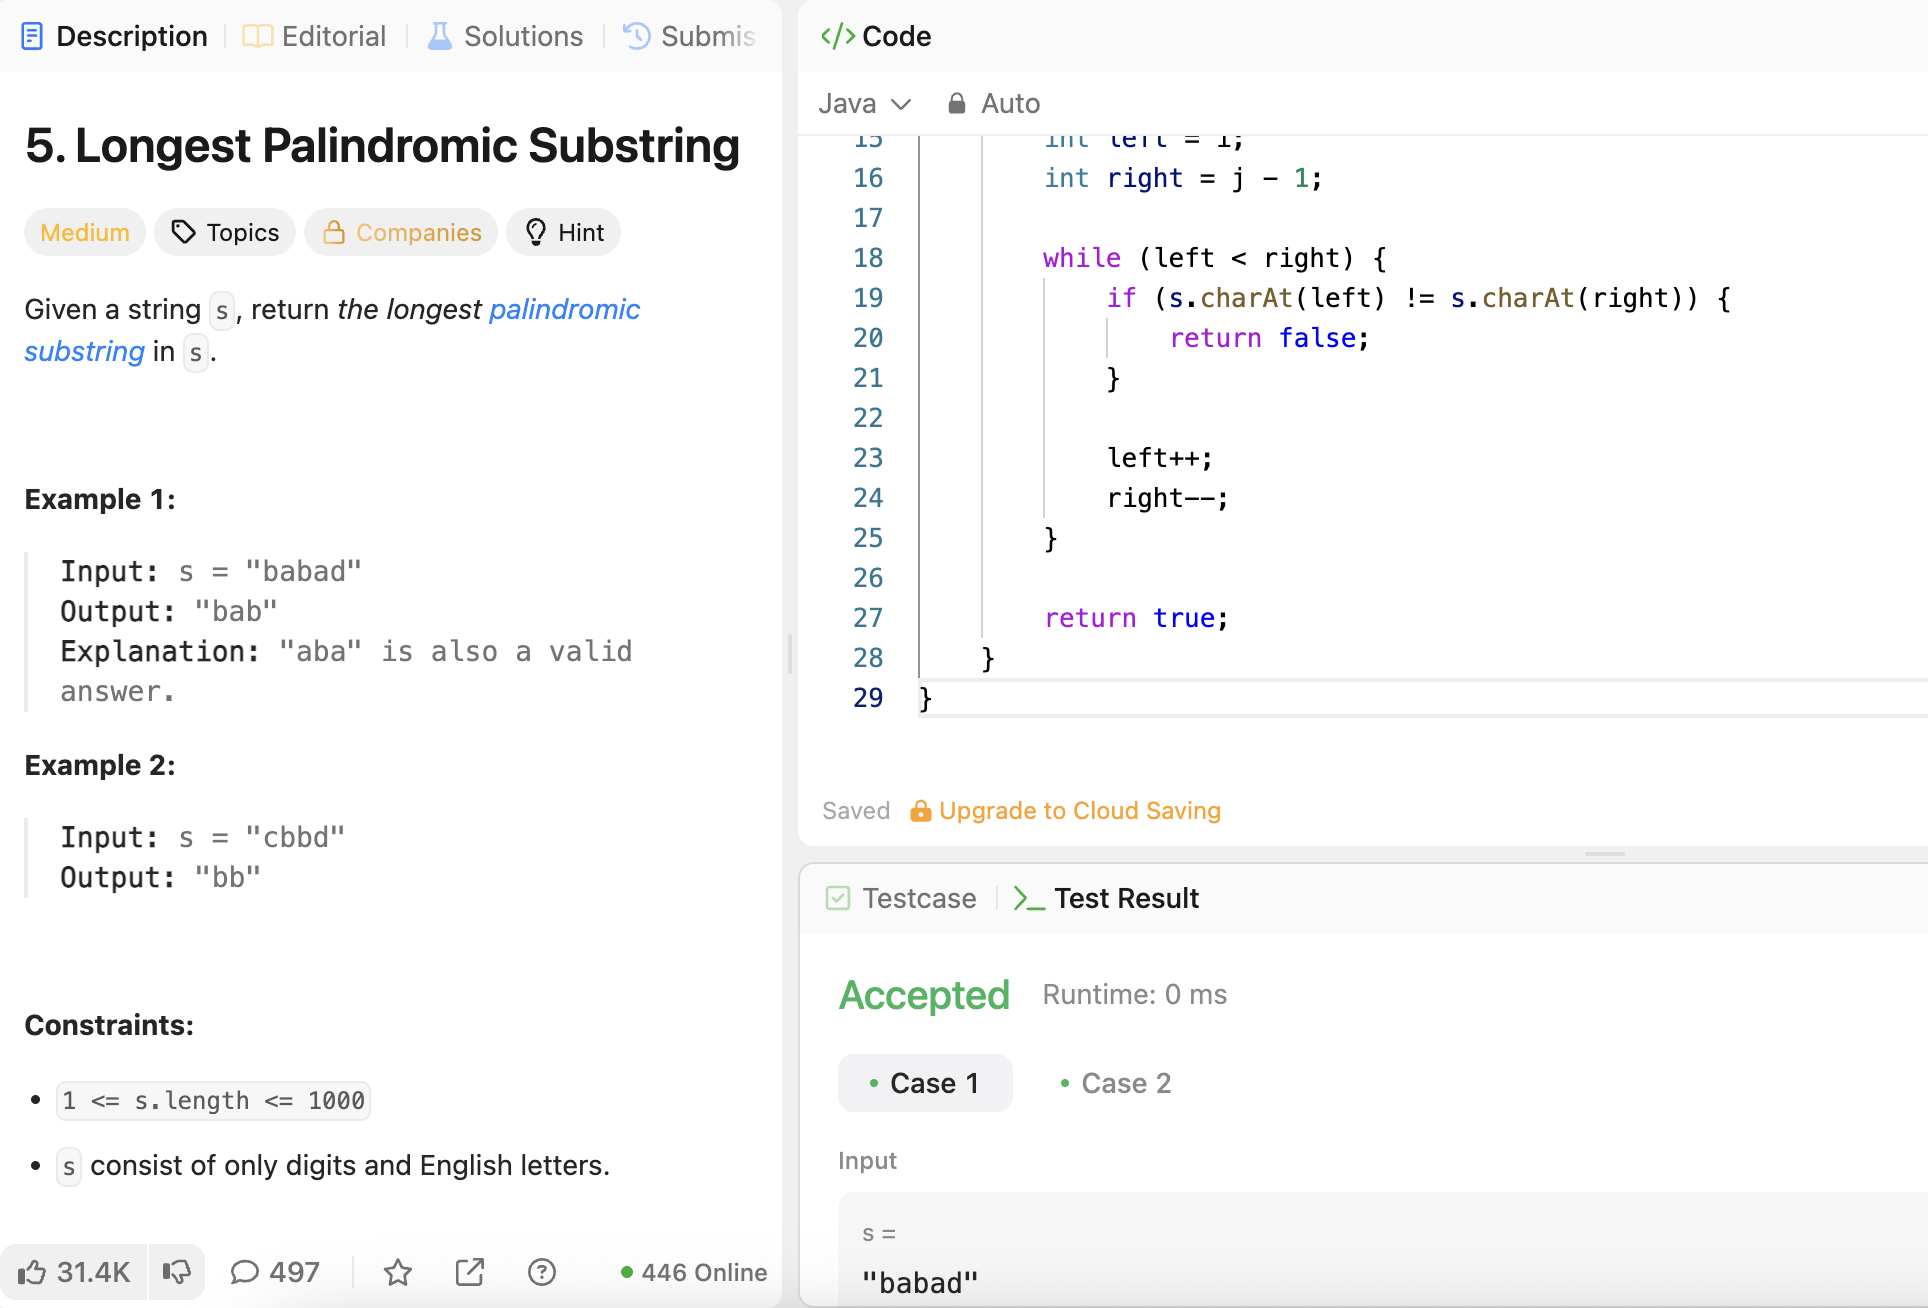 Description
Editorial
Solutions
Submis
5. Longest Palindromic Substring
Medium
Topics
Companies
Hint
Given a string s, return the longest palindromic
substring in s.
Example 1:
Input: s = "babad"
Output: "bab"
Explanation: "aba" is also a valid
answer.
Example 2:
Input: s = "cbbd"
Output: "bb"
Constraints:
1 <= s.length <= 1000
s consist of only digits and English letters.
31.4K
497
446 Online
</> Code
Java
Auto
15 int left = i;
16 int right = j - 1;
17
18 while (left < right) {
19 if (s.charAt(left) != s.charAt(right)) {
20 return false;
21 }
22
23 left++;
24 right--;
25 }
26
27 return true;
28 }
29 }
Saved
Upgrade to Cloud Saving
Testcase
Test Result
Accepted
Runtime: 0 ms
Case 1
Case 2
Input
s =
"babad"